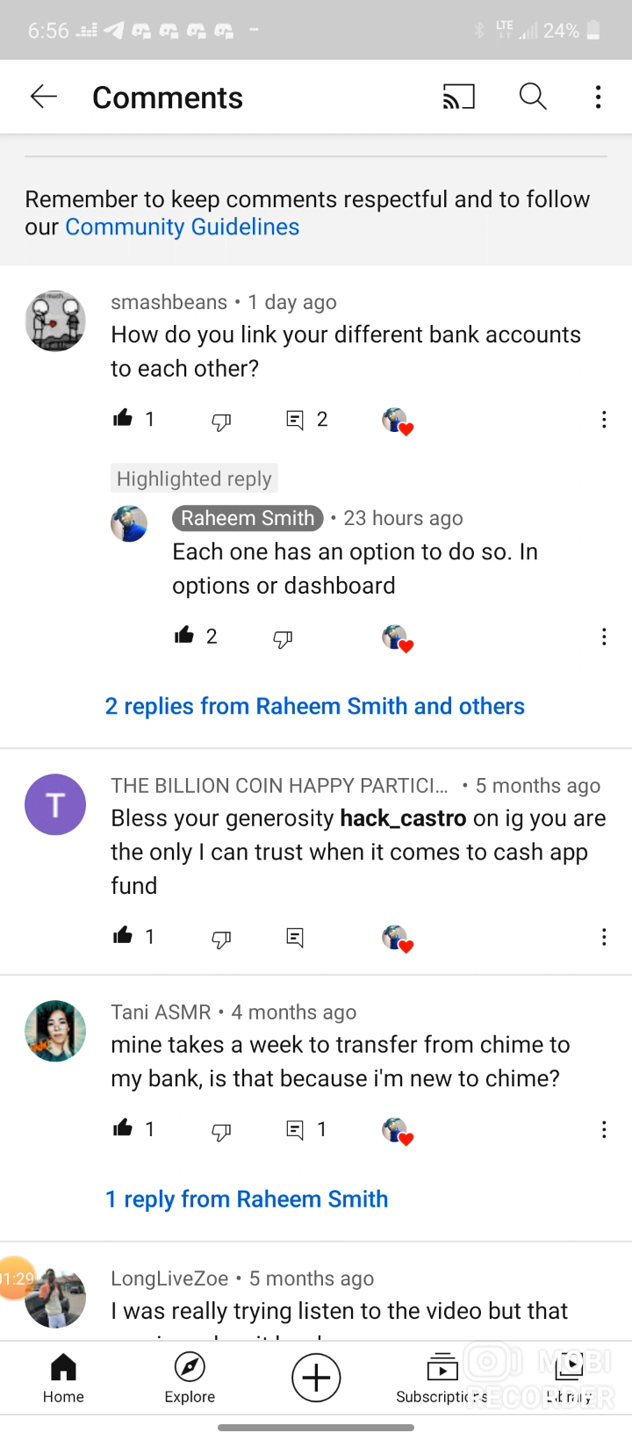 6:56
LTE
24%
Comments
Remember to keep comments respectful and to follow
our Community Guidelines
smashbeans • 1 day ago
How do you link your different bank accounts
to each other?
1
2
Highlighted reply
Raheem Smith • 23 hours ago
Each one has an option to do so. In
options or dashboard
2
2 replies from Raheem Smith and others
T
THE BILLION COIN HAPPY PARTICI... • 5 months ago
Bless your generosity hack_castro on ig you are
the only I can trust when it comes to cash app
fund
1
Tani ASMR • 4 months ago
mine takes a week to transfer from chime to
my bank, is that because i'm new to chime?
1
1
1 reply from Raheem Smith
01:29
LongLiveZoe • 5 months ago
I was really trying listen to the video but that
Home
Explore
Subscriptions
Library
MOBI
RECORDER